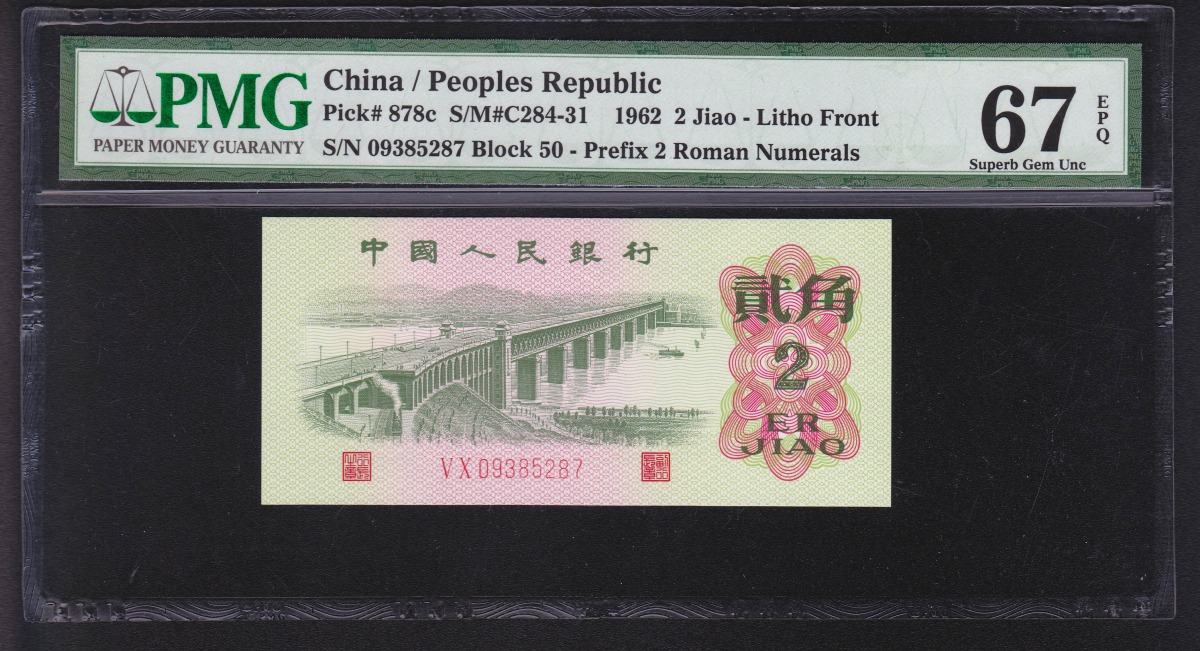 PMG
PAPER MONEY GUARANTY
China / Peoples Republic
Pick# 878c S/M#C284-31 1962 2 Jiao - Litho Front
S/N 09385287 Block 50 - Prefix 2 Roman Numerals
67
EPQ
Superb Gem Unc
中國人民銀行
貳角
2
ER
JIAO
VX09385287